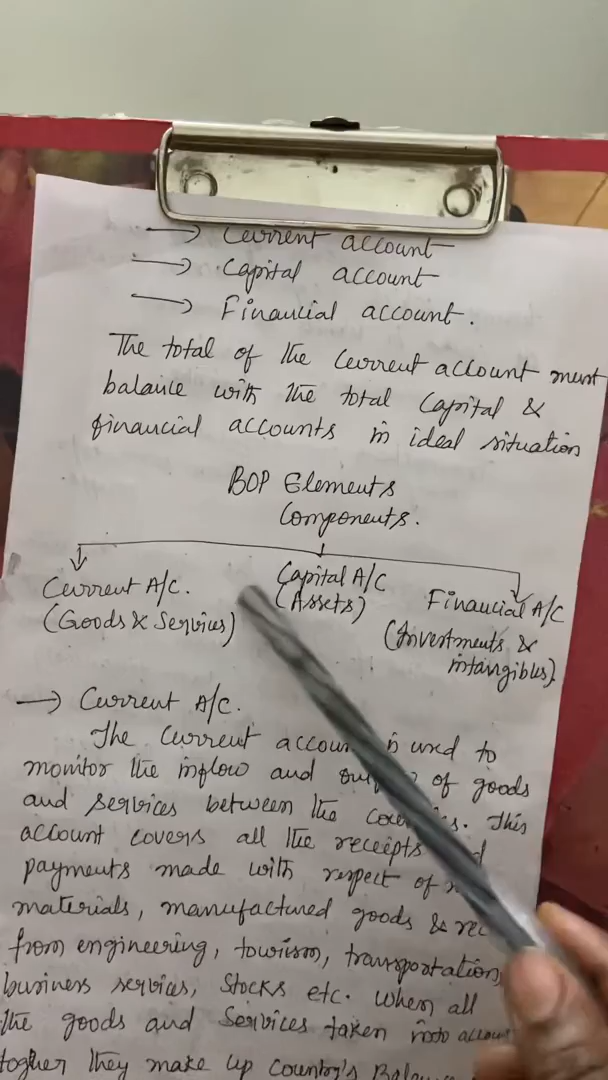 → Current account
→ Capital account
→ Financial account.
The total of the current account must
balance with the total Capital &
financial accounts in ideal situation
BOP Elements
Components.
Current A/C.
(Goods & Services)
Capital A/C
(Assets)
Financial A/C
(Investments &
intangibles)
→ Current A/C.
The current account is used to
monitor the inflow and of goods
and services between the This
account covers all the receipts
payments made with respect of
materials, manufactured goods &
from engineering, tourism, transportation,
business services, Stocks etc. When all
the goods and services taken into
together they make up Country's